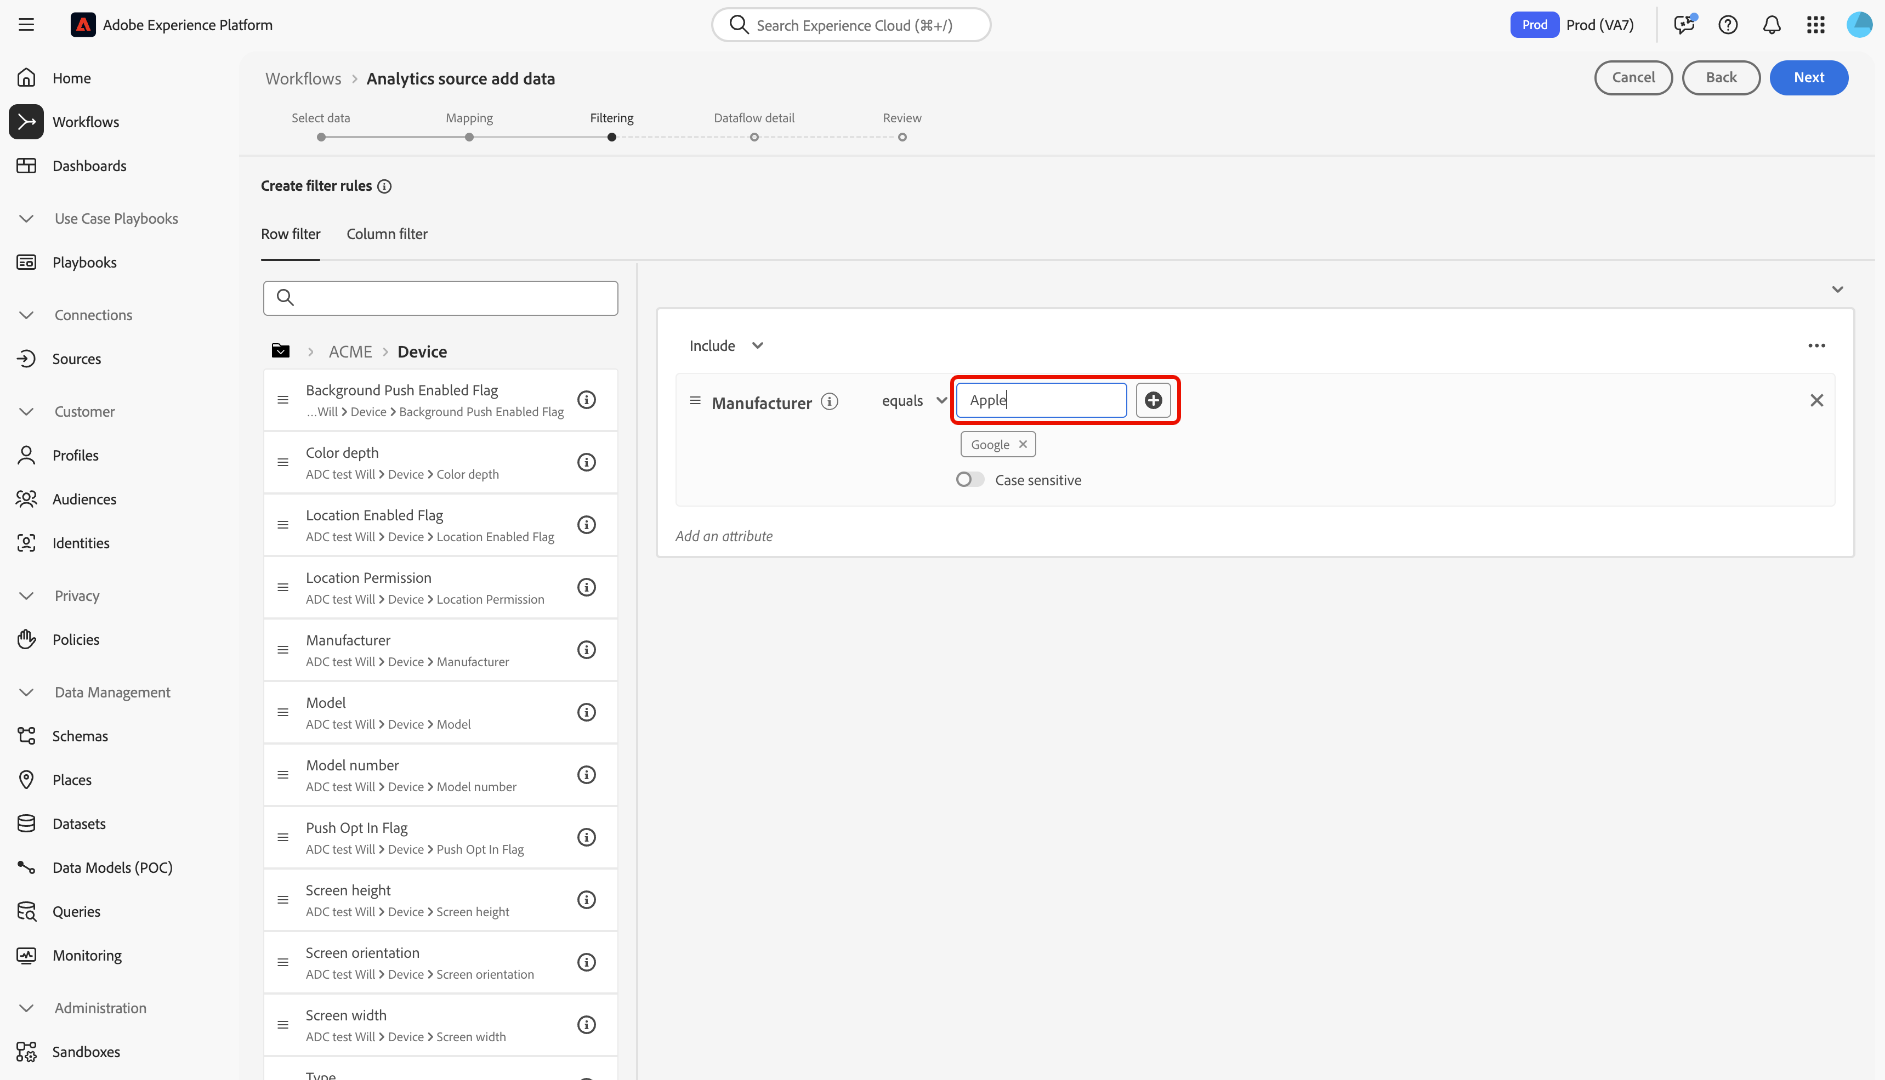 Adobe Experience Platform
Search Experience Cloud (⌘+/)
Prod
Prod (VA7)
Home
Workflows
Dashboards
Use Case Playbooks
Playbooks
Connections
Sources
Customer
Profiles
Audiences
Identities
Privacy
Policies
Data Management
Schemas
Places
Datasets
Data Models (POC)
Queries
Monitoring
Administration
Sandboxes
Workflows > Analytics source add data
Cancel
Back
Next
Select data
Mapping
Filtering
Dataflow detail
Review
Create filter rules
Row filter
Column filter
> ACME > Device
Background Push Enabled Flag
...Will > Device > Background Push Enabled Flag
Color depth
ADC test Will > Device > Color depth
Location Enabled Flag
ADC test Will > Device > Location Enabled Flag
Location Permission
ADC test Will > Device > Location Permission
Manufacturer
ADC test Will > Device > Manufacturer
Model
ADC test Will > Device > Model
Model number
ADC test Will > Device > Model number
Push Opt In Flag
ADC test Will > Device > Push Opt In Flag
Screen height
ADC test Will > Device > Screen height
Screen orientation
ADC test Will > Device > Screen orientation
Screen width
ADC test Will > Device > Screen width
Type
Include
Manufacturer
equals
Apple
Google
Case sensitive
Add an attribute